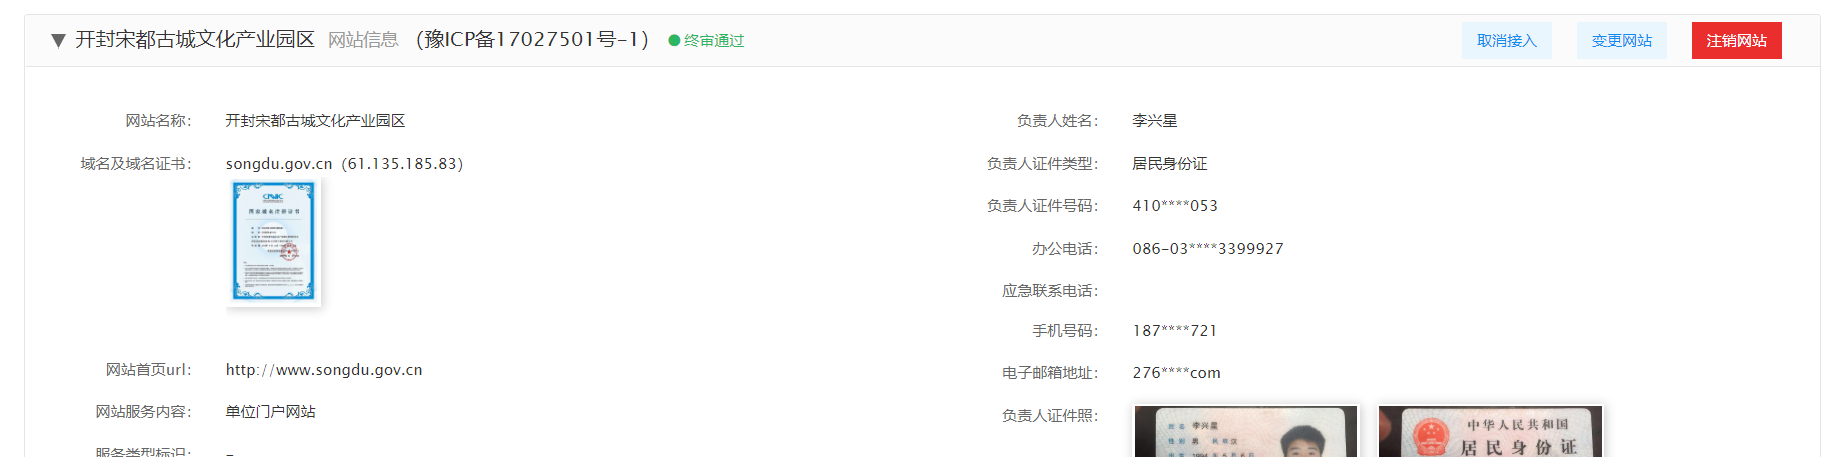 ▼ 开封宋都古城文化产业园区 网站信息 (豫ICP备17027501号-1) 终审通过 取消接入 变更网站 注销网站
网站名称: 开封宋都古城文化产业园区
域名及域名证书: songdu.gov.cn (61.135.185.83)
网站首页url: http://www.songdu.gov.cn
网站服务内容: 单位门户网站
服务类型标识: -
负责人姓名: 李兴星
负责人证件类型: 居民身份证
负责人证件号码: 410****053
办公电话: 086-03****3399927
应急联系电话:
手机号码: 187****721
电子邮箱地址: 276****com
负责人证件照:
姓名 李兴星
性别 男 民族 汉
中华人民共和国
居民身份证